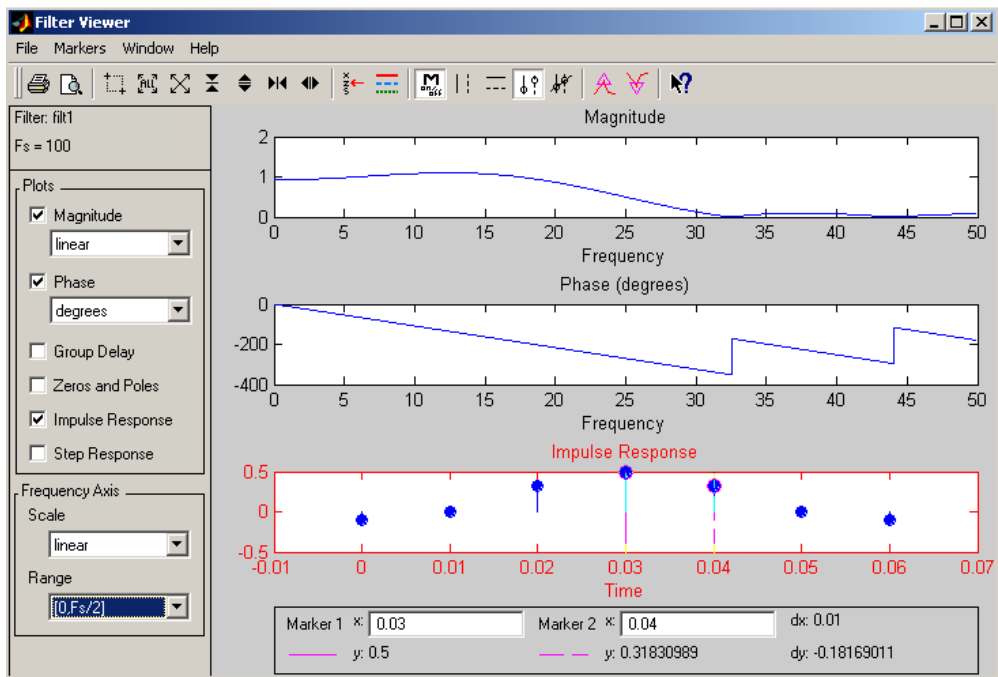 Filter Viewer
File Markers Window Help
Filter: filt1
Fs = 100
Plots
Magnitude
linear
Phase
degrees
Group Delay
Zeros and Poles
Impulse Response
Step Response
Frequency Axis
Scale
linear
Range
[0,Fs/2]
Magnitude
2
1
0
0 5 10 15 20 25 30 35 40 45 50
Frequency
Phase (degrees)
0
-200
-400
0 5 10 15 20 25 30 35 40 45 50
Frequency
Impulse Response
0.5
0
-0.5
-0.01 0 0.01 0.02 0.03 0.04 0.05 0.06 0.07
Time
Marker 1 x: 0.03 Marker 2 x: 0.04 dx: 0.01
y: 0.5 y: 0.31830989 dy: -0.18169011